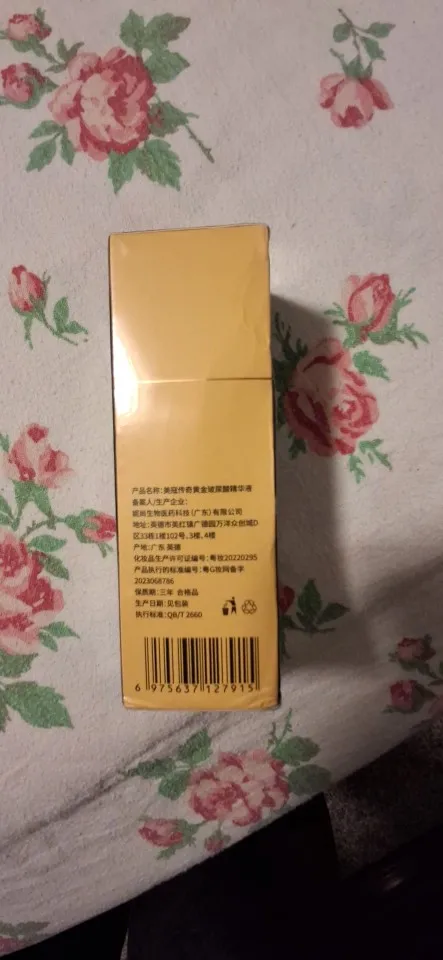 产品名称:美冠传奇黄金玻尿酸精华液
备案人/生产企业:
妮尚生物医药科技(广东)有限公司
地址:英德市英红镇广德园万洋众创城D
区33栋1楼102号、3楼、4楼
产地:广东 英德
化妆品生产许可证编号:粤妆20220295
产品执行的标准编号:粤G妆网备字
2023068786
保质期:三年 合格品
生产日期:见包装
执行标准:QB/T 2660
6 975637 127915